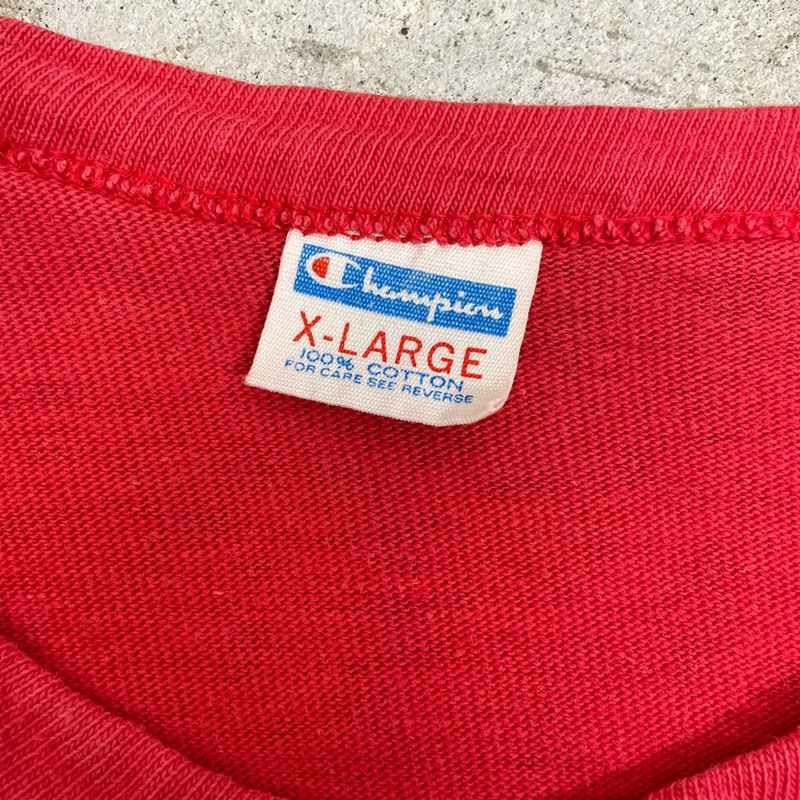 Champion
X-LARGE
100% COTTON
FOR CARE SEE REVERSE